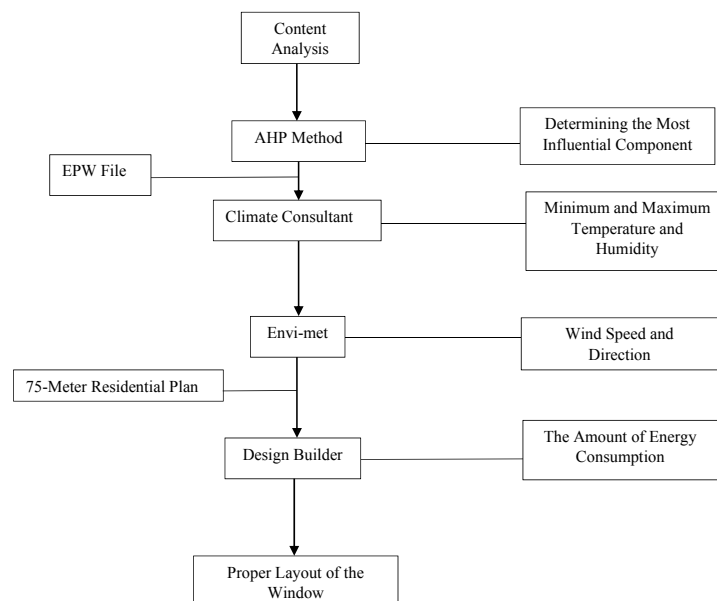 Content
Analysis
AHP Method
Determining the Most
Influential Component
EPW File
Climate Consultant
Minimum and Maximum
Temperature and
Humidity
Envi-met
Wind Speed and
Direction
75-Meter Residential Plan
Design Builder
The Amount of Energy
Consumption
Proper Layout of the
Window